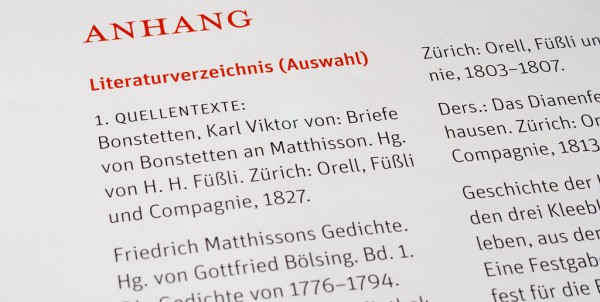 ANHANG
Literaturverzeichnis (Auswahl)
1. QUELLENTEXTE:
Bonstetten, Karl Viktor von: Briefe
von Bonstetten an Matthisson. Hg.
von H. H. Füßli. Zürich: Orell, Füßli
und Compagnie, 1827.
Friedrich Matthissons Gedichte.
Hg. von Gottfried Bölsing. Bd. 1.
Gedichte von 1776–1794.
Zürich: Orell, Füßli un
nie, 1803–1807.
Ders.: Das Dianenfe
hausen. Zürich: Or
Compagnie, 1813
Geschichte der
den drei Kleebl
leben, aus der
Eine Festgab
fest für die